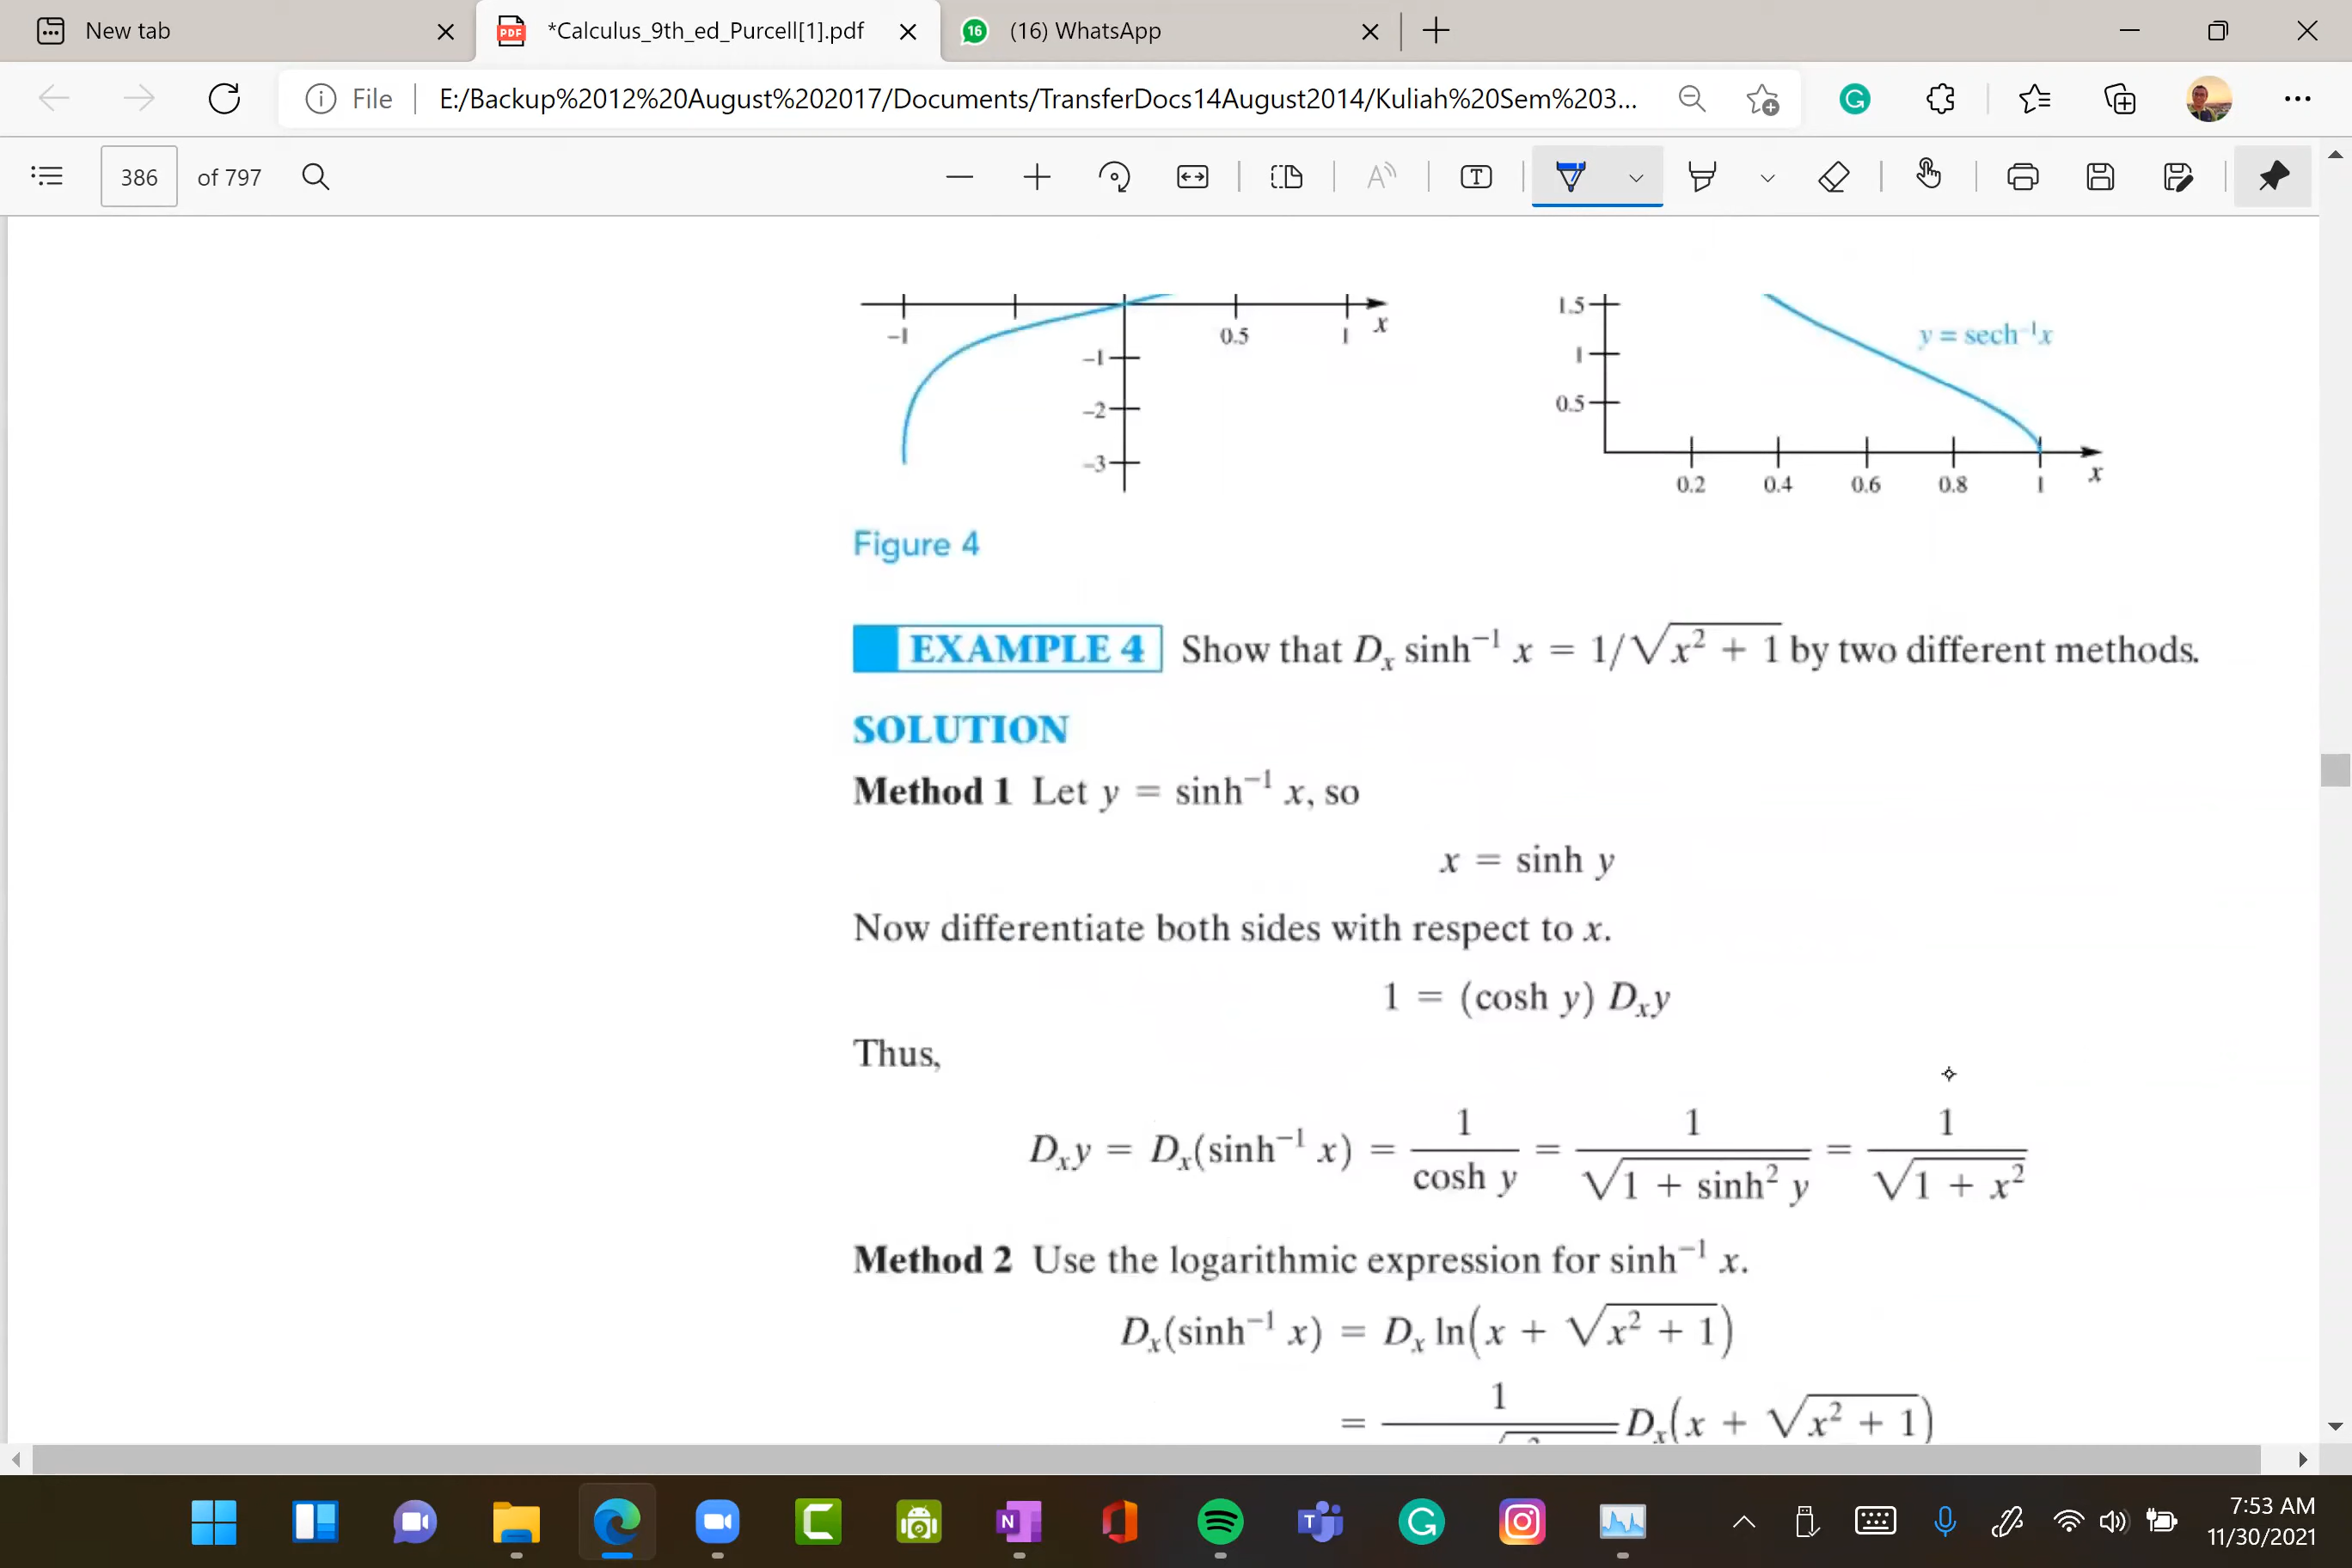 New tab
*Calculus_9th_ed_Purcell[1].pdf
16
(16) WhatsApp
File
E:/Backup%2012%20August%202017/Documents/TransferDocs14August2014/Kuliah%20Sem%203...
386 of 797
-1 0.5 1 x
-1
-2
-3
1.5
1
0.5
y = sech⁻¹x
0.2 0.4 0.6 0.8 1 x
Figure 4
EXAMPLE 4 Show that Dₓ sinh⁻¹ x = 1/√(x² + 1) by two different methods.
SOLUTION
Method 1 Let y = sinh⁻¹ x, so
x = sinh y
Now differentiate both sides with respect to x.
1 = (cosh y) Dₓy
Thus,
Dₓy = Dₓ(sinh⁻¹ x) = 1/cosh y = 1/√(1 + sinh² y) = 1/√(1 + x²)
Method 2 Use the logarithmic expression for sinh⁻¹ x.
Dₓ(sinh⁻¹ x) = Dₓ ln(x + √(x² + 1))
= 1 Dₓ(x + √(x² + 1))
7:53 AM
11/30/2021